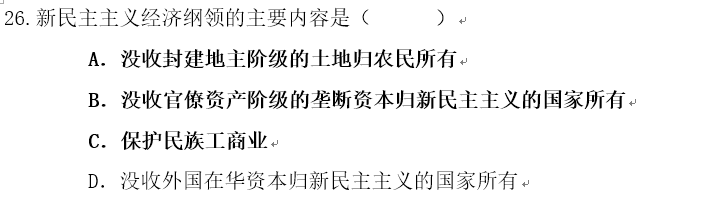 26.新民主主义经济纲领的主要内容是（　　　）
A. 没收封建地主阶级的土地归农民所有
B. 没收官僚资产阶级的垄断资本归新民主主义的国家所有
C. 保护民族工商业
D. 没收外国在华资本归新民主主义的国家所有